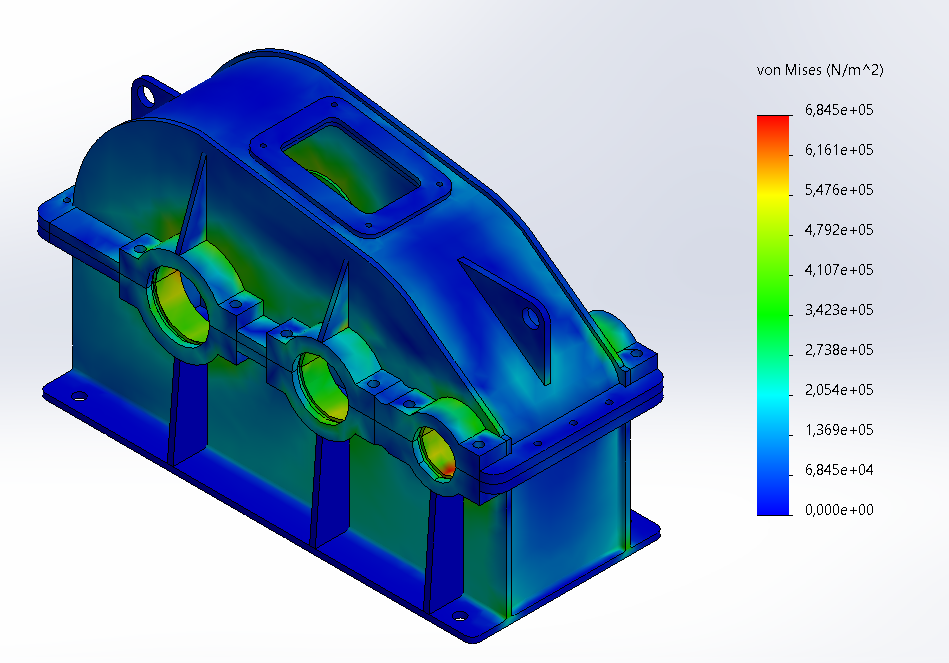 von Mises (N/m^2)
6,845e+05
6,161e+05
5,476e+05
4,792e+05
4,107e+05
3,423e+05
2,738e+05
2,054e+05
1,369e+05
6,845e+04
0,000e+00